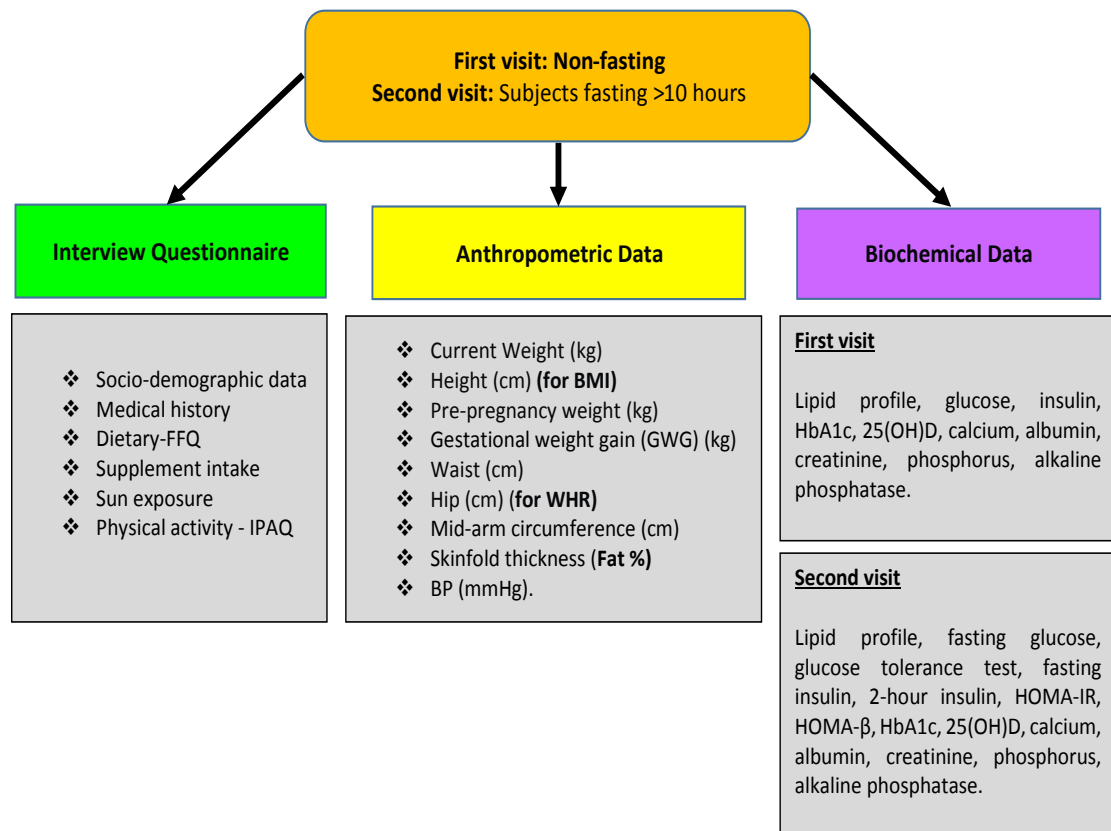 First visit: Non-fasting
Second visit: Subjects fasting >10 hours
Interview Questionnaire
Anthropometric Data
Biochemical Data
❖ Socio-demographic data
❖ Medical history
❖ Dietary-FFQ
❖ Supplement intake
❖ Sun exposure
❖ Physical activity - IPAQ
❖ Current Weight (kg)
❖ Height (cm) (for BMI)
❖ Pre-pregnancy weight (kg)
❖ Gestational weight gain (GWG) (kg)
❖ Waist (cm)
❖ Hip (cm) (for WHR)
❖ Mid-arm circumference (cm)
❖ Skinfold thickness (Fat %)
❖ BP (mmHg).
First visit
Lipid profile, glucose, insulin,
HbA1c, 25(OH)D, calcium, albumin,
creatinine, phosphorus, alkaline
phosphatase.
Second visit
Lipid profile, fasting glucose,
glucose tolerance test, fasting
insulin, 2-hour insulin, HOMA-IR,
HOMA-β, HbA1c, 25(OH)D, calcium,
albumin, creatinine, phosphorus,
alkaline phosphatase.